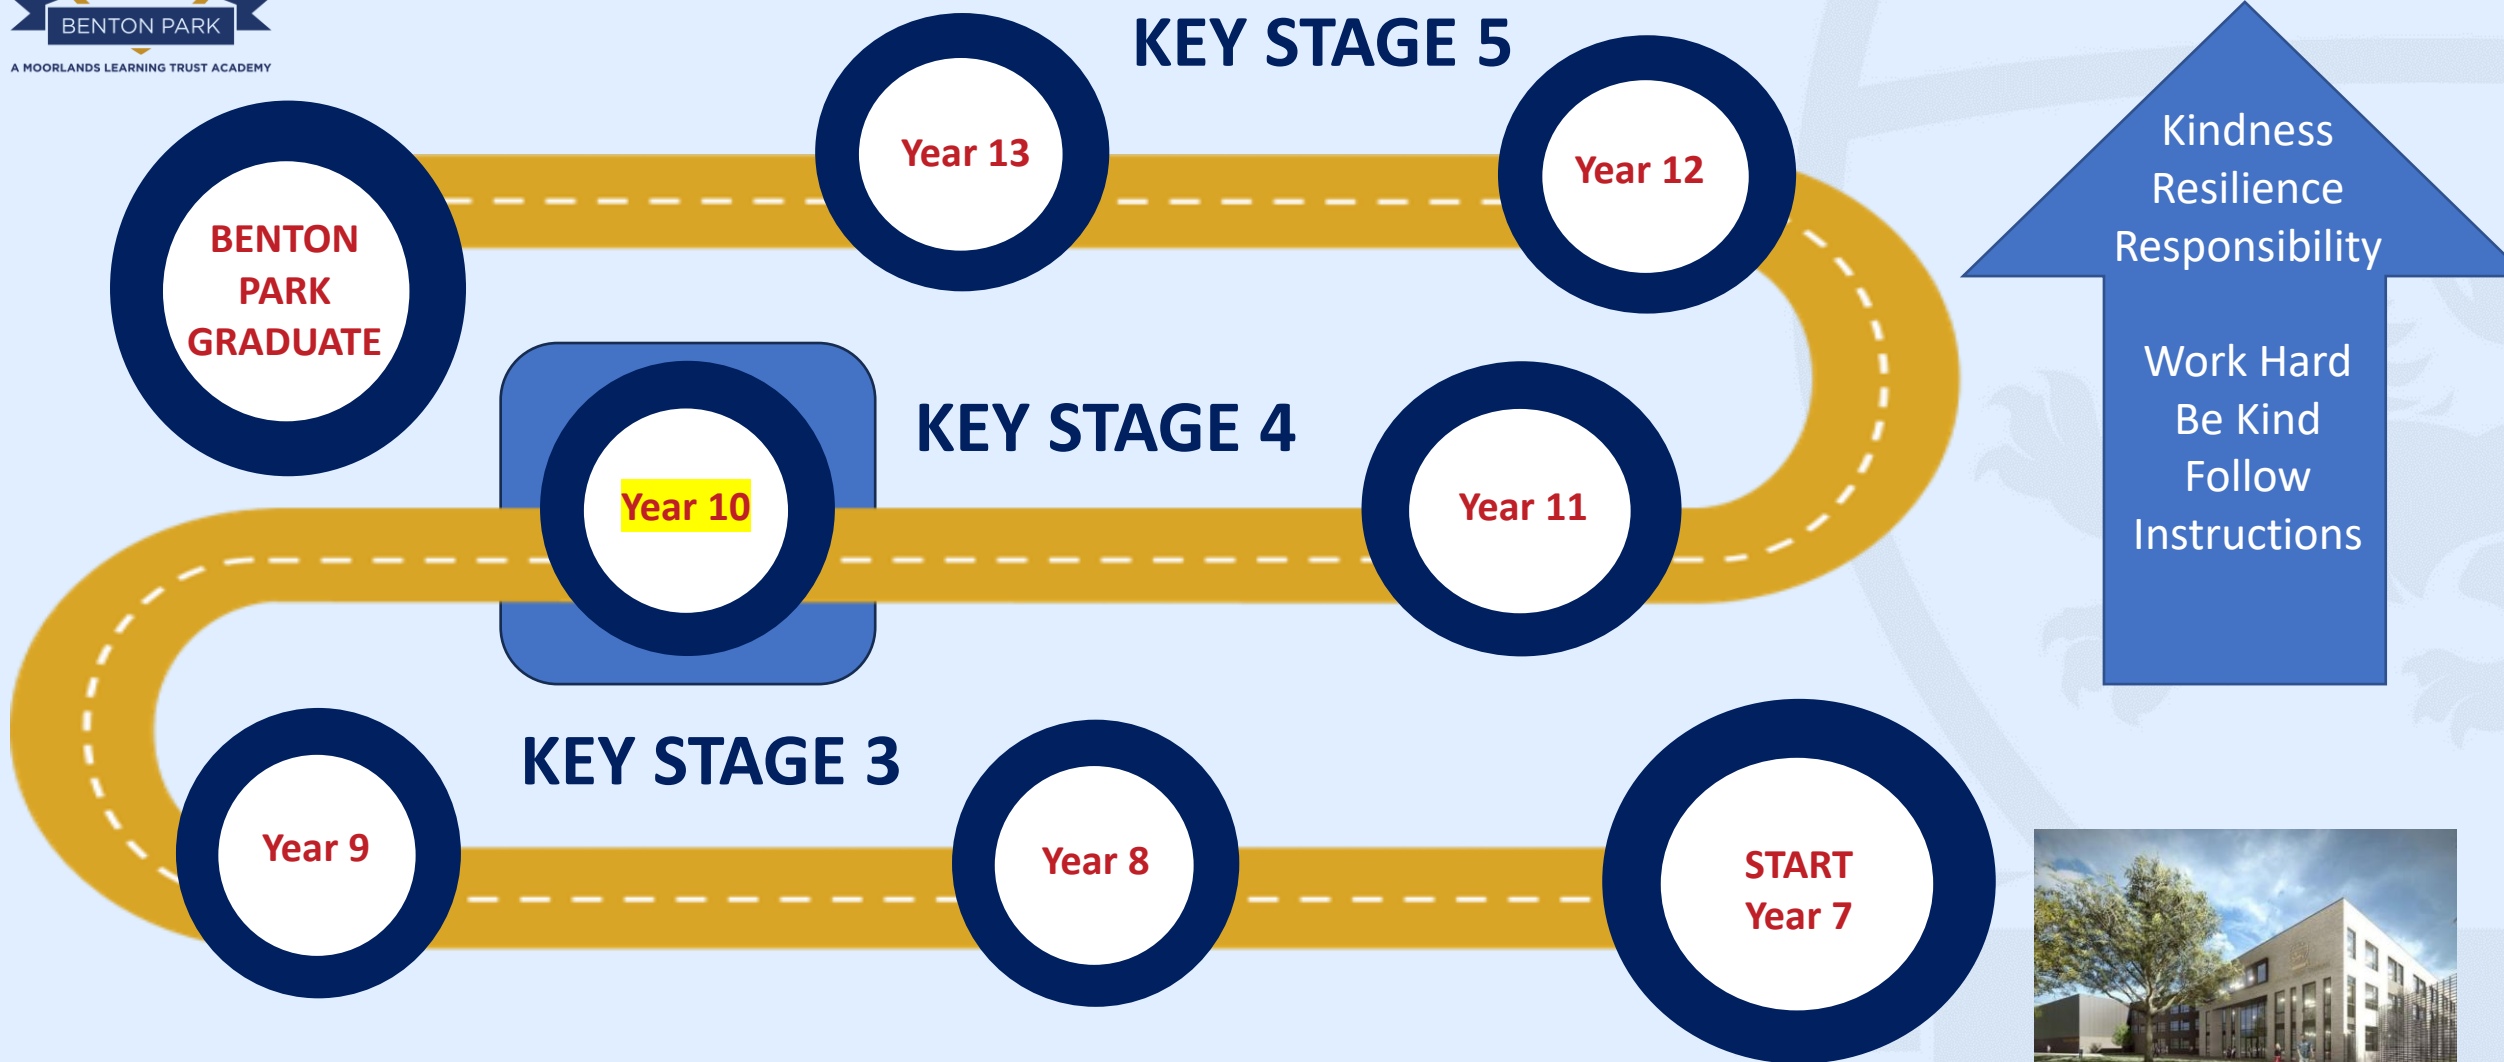 BENTON PARK
A MOORLANDS LEARNING TRUST ACADEMY
KEY STAGE 5
Year 13
Year 12
BENTON
PARK
GRADUATE
KEY STAGE 4
Year 10
Year 11
KEY STAGE 3
Year 9
Year 8
START
Year 7
Kindness
Resilience
Responsibility
Work Hard
Be Kind
Follow
Instructions